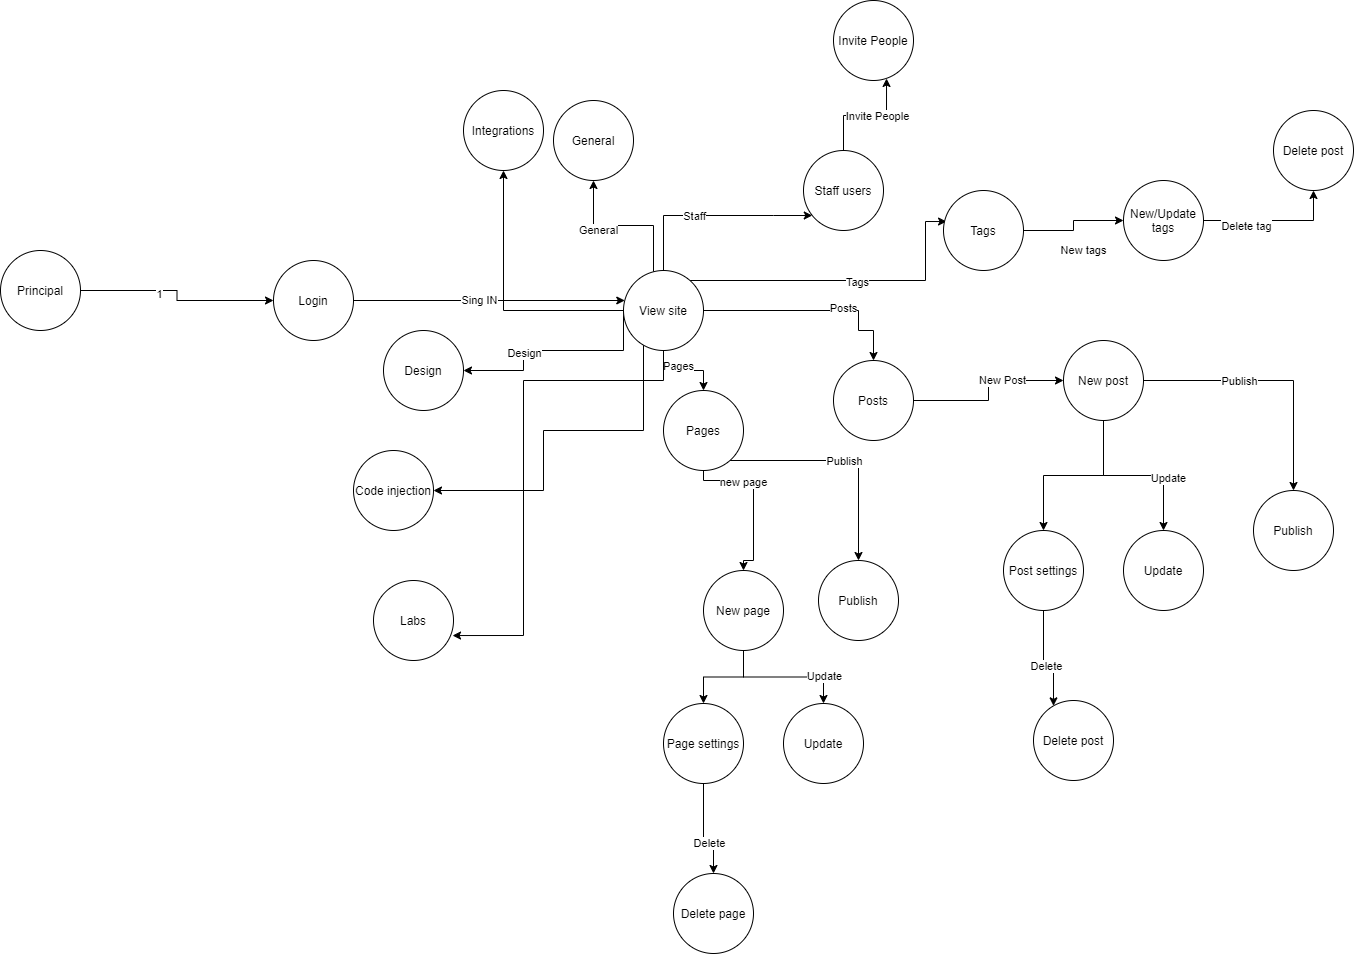 Invite People
Integrations
General
Invite People
Delete post
Staff users
New/Update
tags
Staff
Tags
General
Delete tag
New tags
Principal
1
Login
Sing IN
View site
Tags
Posts
Design
Design
Pages
Posts
New Post
New post
Publish
Pages
Publish
new page
Code injection
Update
Publish
Post settings
Update
New page
Publish
Labs
Delete
Update
Page settings
Update
Delete post
Delete
Delete page